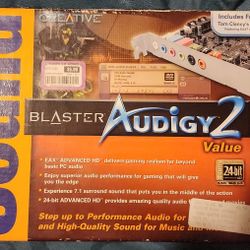 CREATIVE
Includes F
Tom Clancy's
Sound
BLASTER AUDIGY 2
Value
• EAX ADVANCED HD delivers gaming realism far beyond
basic PC audio
• Enjoy superior audio performance for gaming that will give
you the edge
• Experience 7.1 surround sound that puts you in the middle of the action
• 24-bit ADVANCED HD provides amazing quality audio
24-bit
Step up to Performance Audio for
and High-Quality Sound for Music and